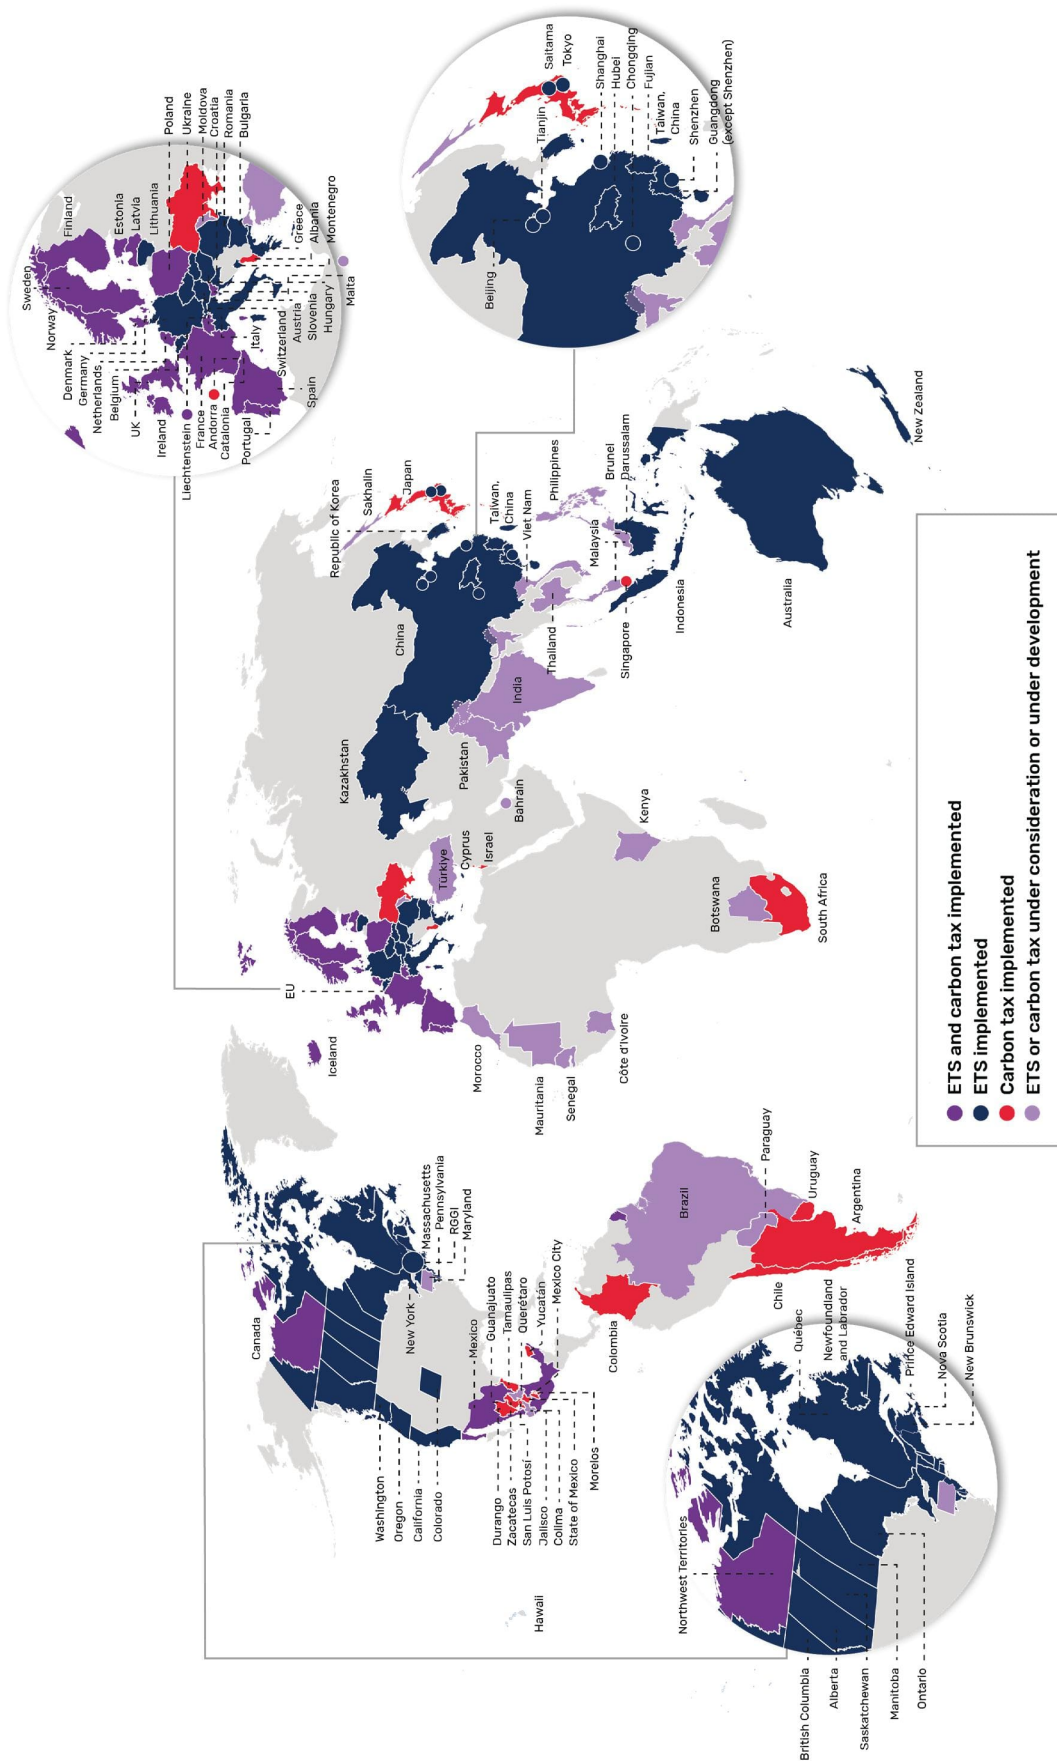 Canada
Washington
Oregon
California
Colorado
New York
Massachusetts
Pennsylvania
RGGI
Maryland
Mexico
Guanajuato
Tamaulipas
Querétaro
Yucatán
Mexico City
Durango
Zacatecas
San Luis Potosí
Jalisco
Colima
State of Mexico
Morelos
Hawaii
Colombia
Brazil
Paraguay
Uruguay
Argentina
Chile
Northwest Territories
British Columbia
Alberta
Saskatchewan
Manitoba
Ontario
Québec
Newfoundland
and Labrador
Prince Edward Island
Nova Scotia
New Brunswick
Iceland
EU
Morocco
Mauritania
Senegal
Côte d'Ivoire
Botswana
South Africa
Kenya
Türkiye
Cyprus
Israel
Bahrain
Kazakhstan
Pakistan
India
China
Republic of Korea
Sakhalin
Japan
Taiwan,
China
Viet Nam
Thailand
Philippines
Malaysia
Brunei
Darussalam
Singapore
Indonesia
Australia
New Zealand
Sweden
Norway
Finland
Denmark
Germany
Netherlands
Belgium
UK
Ireland
Liechtenstein
France
Andorra
Catalonia
Portugal
Spain
Estonia
Latvia
Lithuania
Poland
Ukraine
Moldova
Croatia
Romania
Bulgaria
Greece
Albania
Montenegro
Malta
Italy
Switzerland
Austria
Slovenia
Hungary
Beijing
Tianjin
Saitama
Tokyo
Shanghai
Hubei
Chongqing
Fujian
Taiwan,
China
Shenzhen
Guangdong
(except Shenzhen)
ETS and carbon tax implemented
ETS implemented
Carbon tax implemented
ETS or carbon tax under consideration or under development